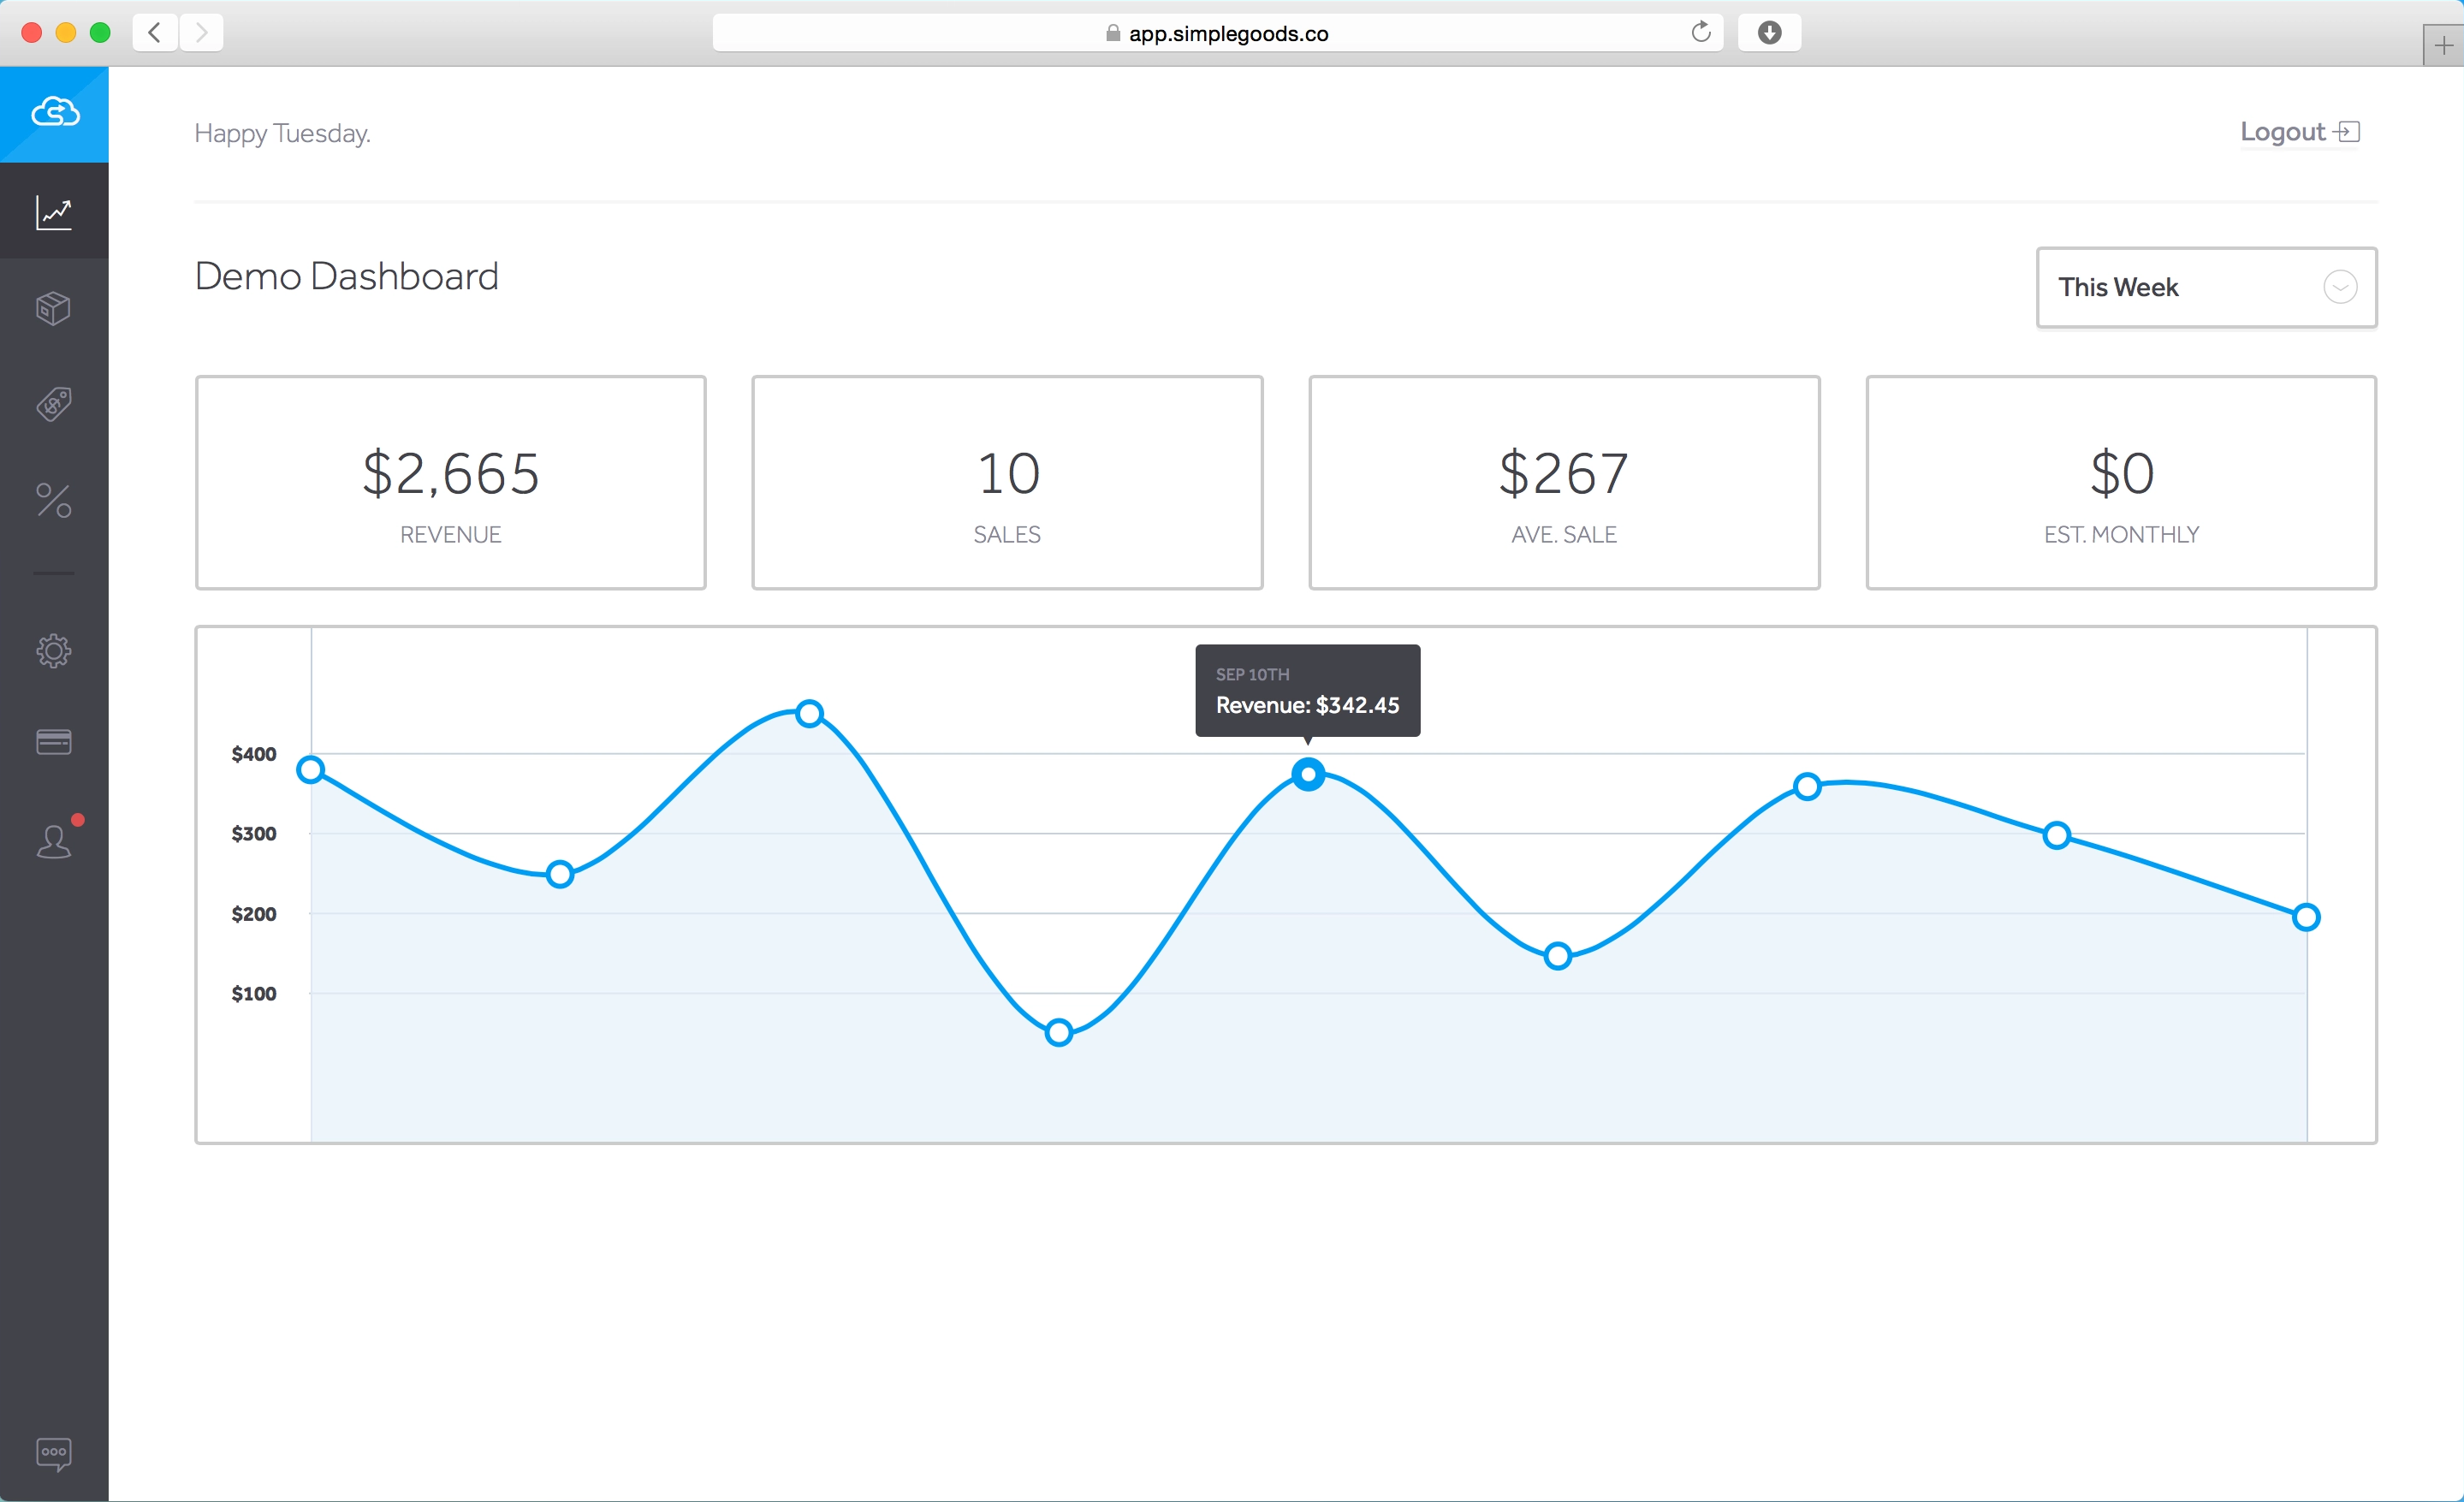 app.simplegoods.co
Happy Tuesday.
Logout
Demo Dashboard
This Week
$2,665
REVENUE
10
SALES
$267
AVE. SALE
$0
EST. MONTHLY
SEP 10TH
Revenue: $342.45
$400
$300
$200
$100